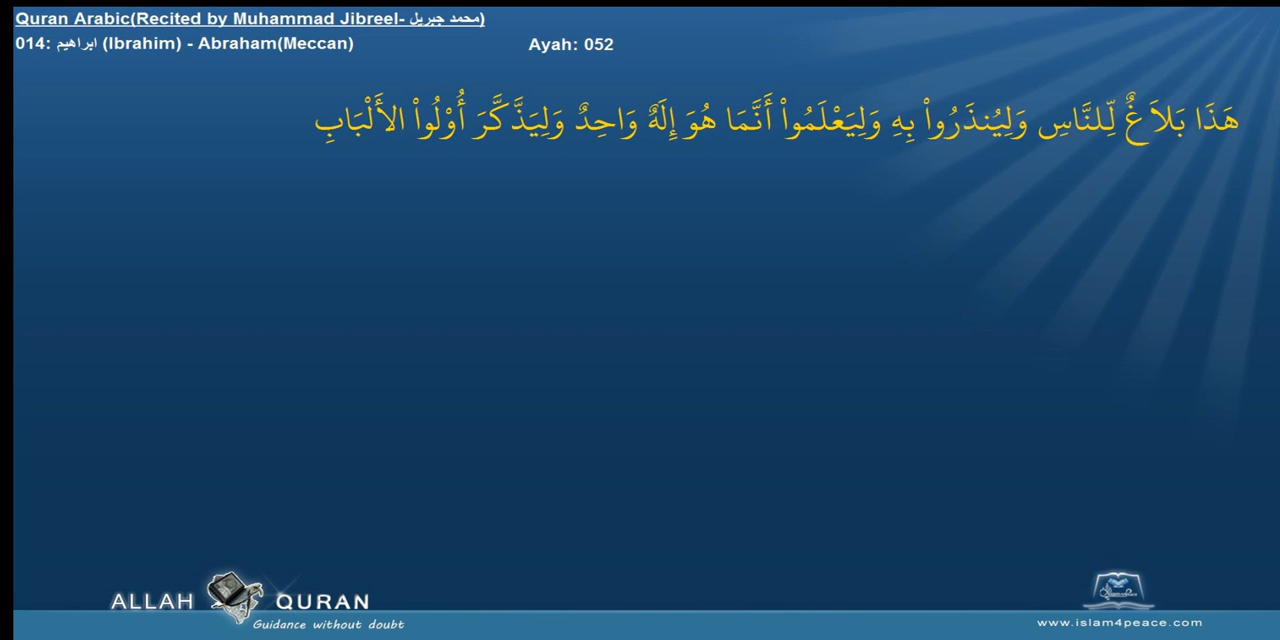 Quran Arabic(Recited by Muhammad Jibreel- محمد جبريل)
014: ابراهيم (Ibrahim) - Abraham(Meccan) Ayah: 052
هَذَا بَلاَغٌ لِّلنَّاسِ وَلِيُنذَرُواْ بِهِ وَلِيَعْلَمُواْ أَنَّمَا هُوَ إِلَهٌ وَاحِدٌ وَلِيَذَّكَّرَ أُوْلُواْ الأَلْبَابِ
ALLAH QURAN
Guidance without doubt
www.islam4peace.com